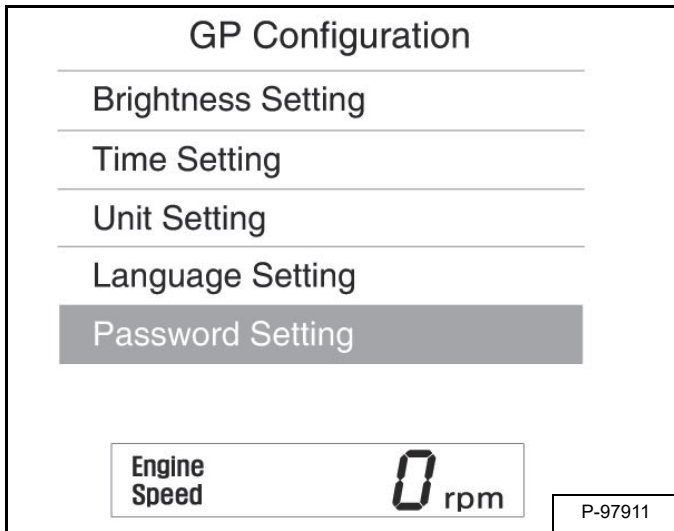 GP Configuration
Brightness Setting
Time Setting
Unit Setting
Language Setting
Password Setting
Engine
Speed
0 rpm
P-97911